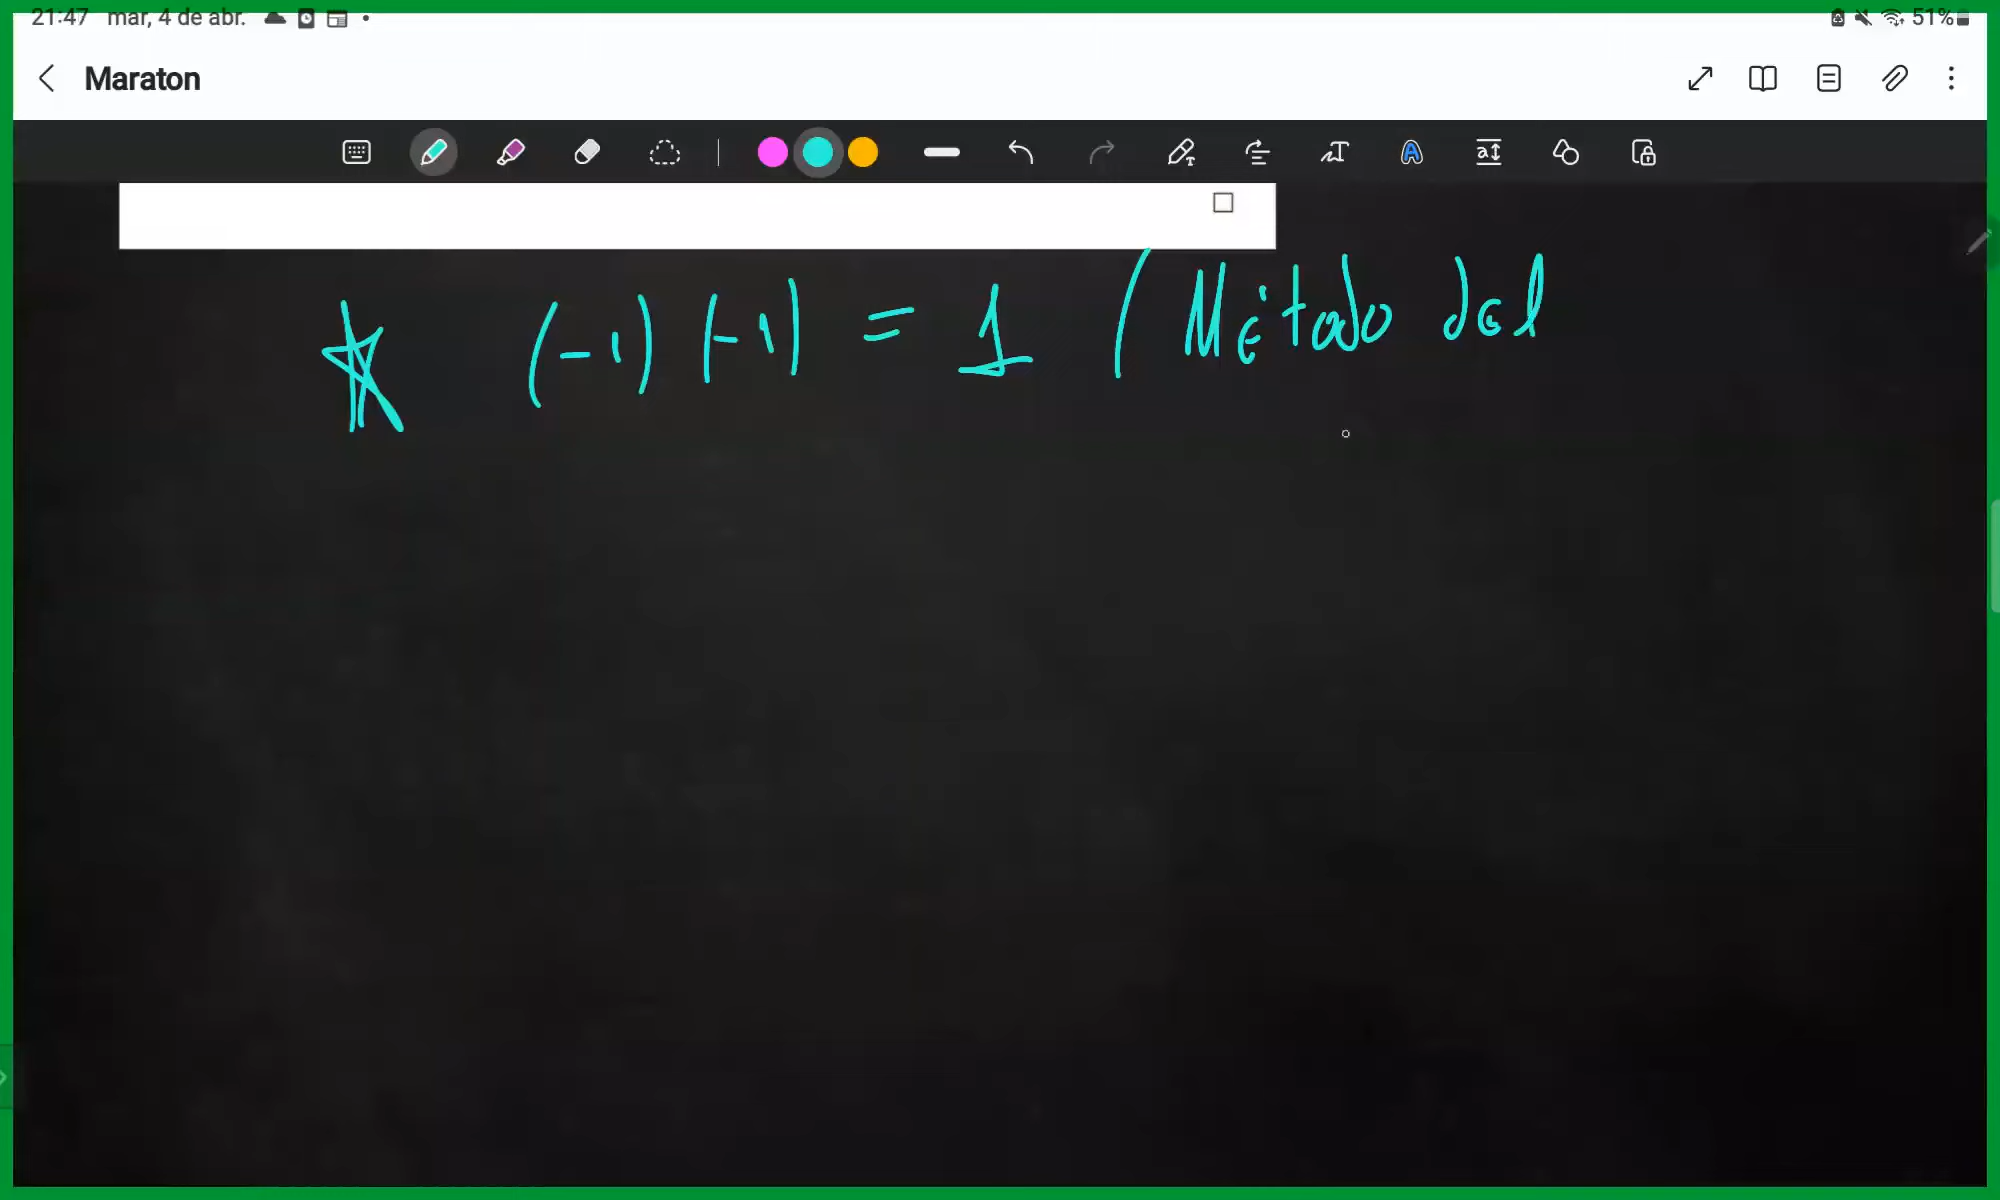 21:47 mar, 4 de abr. 51%
Maraton
(-1) (-1) = 1 ( Método del